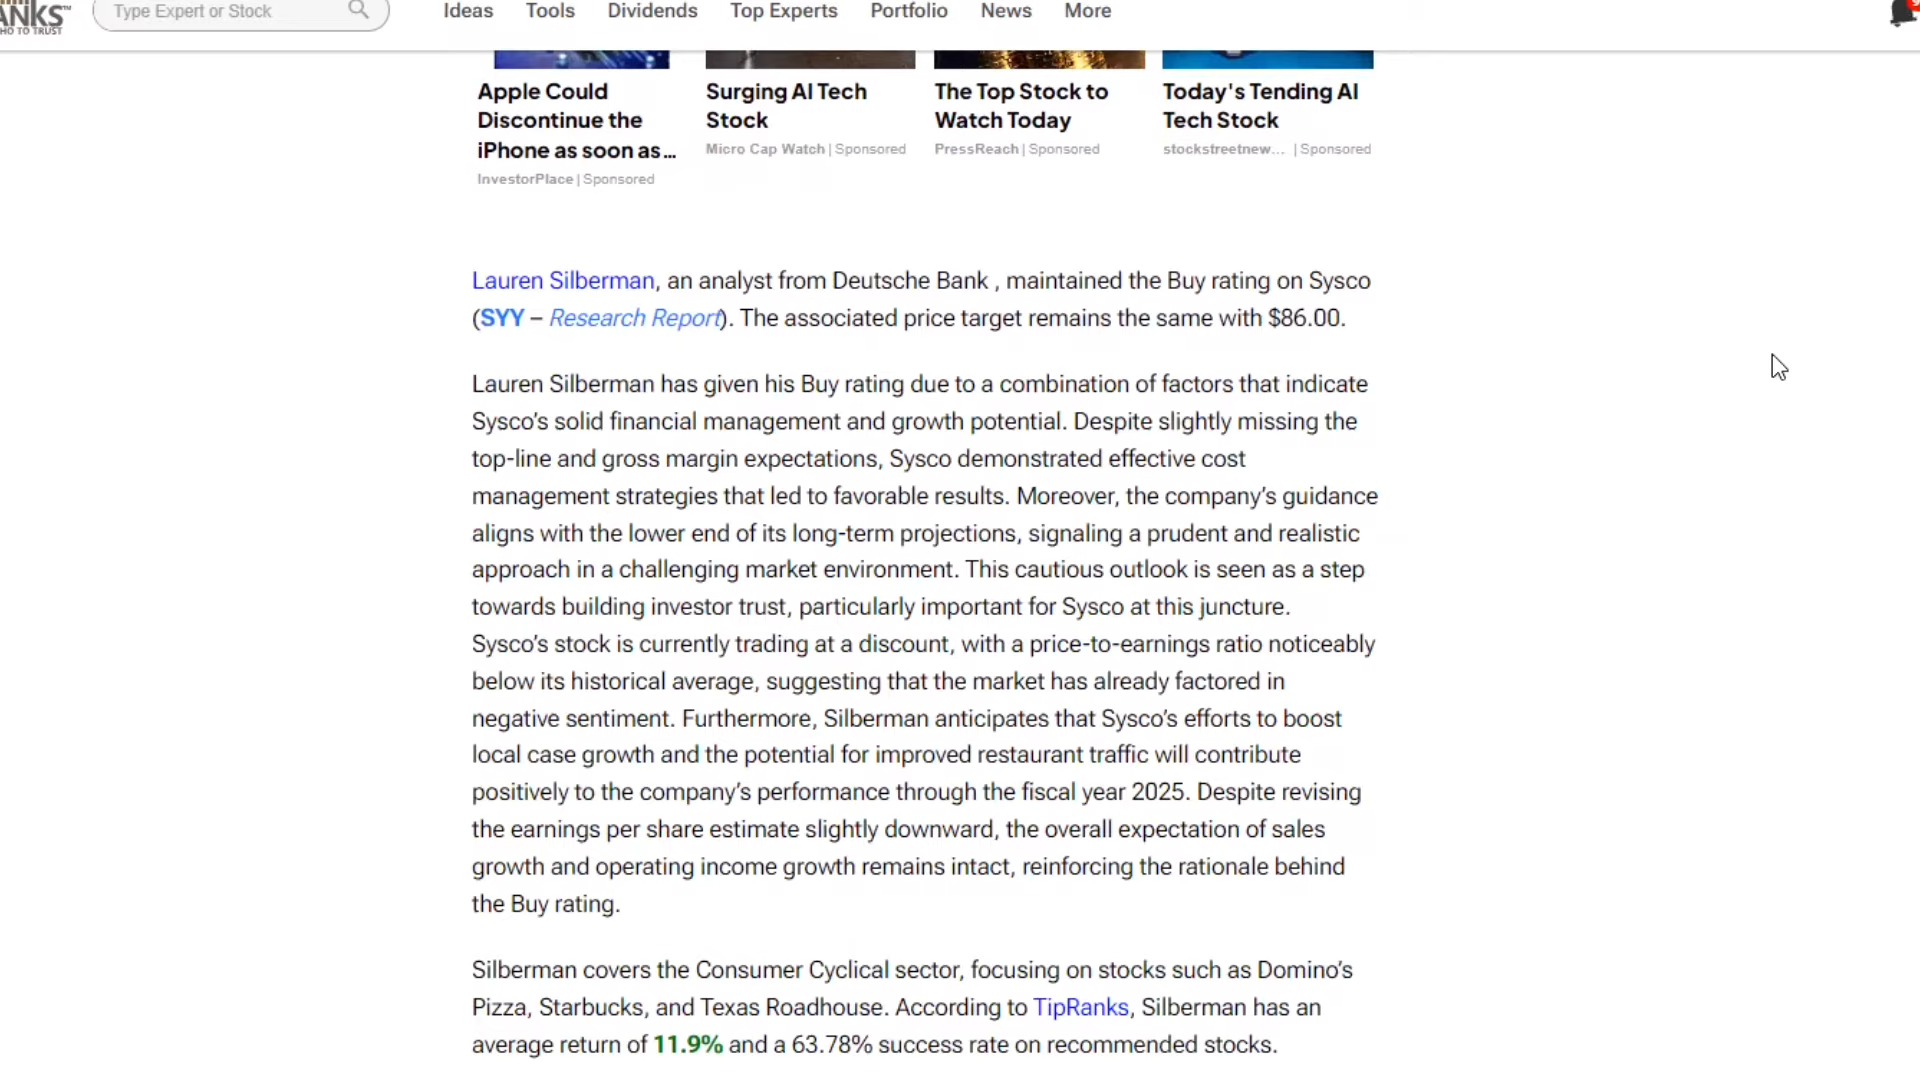 ANKS™
HO TO TRUST
Type Expert or Stock
Ideas Tools Dividends Top Experts Portfolio News More
Apple Could
Discontinue the
iPhone as soon as...
InvestorPlace | Sponsored
Surging AI Tech
Stock
Micro Cap Watch | Sponsored
The Top Stock to
Watch Today
PressReach | Sponsored
Today's Tending AI
Tech Stock
stockstreetnew... | Sponsored
Lauren Silberman, an analyst from Deutsche Bank , maintained the Buy rating on Sysco
(SYY – Research Report). The associated price target remains the same with $86.00.
Lauren Silberman has given his Buy rating due to a combination of factors that indicate
Sysco’s solid financial management and growth potential. Despite slightly missing the
top-line and gross margin expectations, Sysco demonstrated effective cost
management strategies that led to favorable results. Moreover, the company’s guidance
aligns with the lower end of its long-term projections, signaling a prudent and realistic
approach in a challenging market environment. This cautious outlook is seen as a step
towards building investor trust, particularly important for Sysco at this juncture.
Sysco’s stock is currently trading at a discount, with a price-to-earnings ratio noticeably
below its historical average, suggesting that the market has already factored in
negative sentiment. Furthermore, Silberman anticipates that Sysco’s efforts to boost
local case growth and the potential for improved restaurant traffic will contribute
positively to the company’s performance through the fiscal year 2025. Despite revising
the earnings per share estimate slightly downward, the overall expectation of sales
growth and operating income growth remains intact, reinforcing the rationale behind
the Buy rating.
Silberman covers the Consumer Cyclical sector, focusing on stocks such as Domino’s
Pizza, Starbucks, and Texas Roadhouse. According to TipRanks, Silberman has an
average return of 11.9% and a 63.78% success rate on recommended stocks.